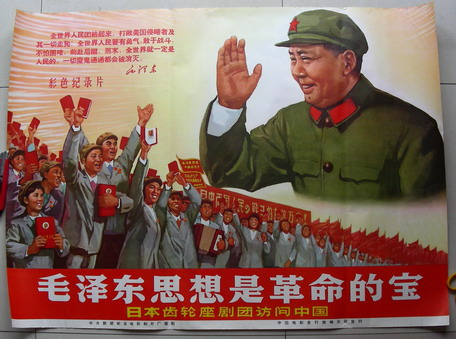 全世界人民团结起来,打败美国侵略者及
其一切走狗!全世界人民要有勇气,敢于战斗,
不怕困难,前赴后继,那末,全世界就一定是
人民的。一切魔鬼通通都会被消灭。
毛泽东
彩色纪录片
毛泽东思想是革命的宝
日本齿轮座剧团访问中国